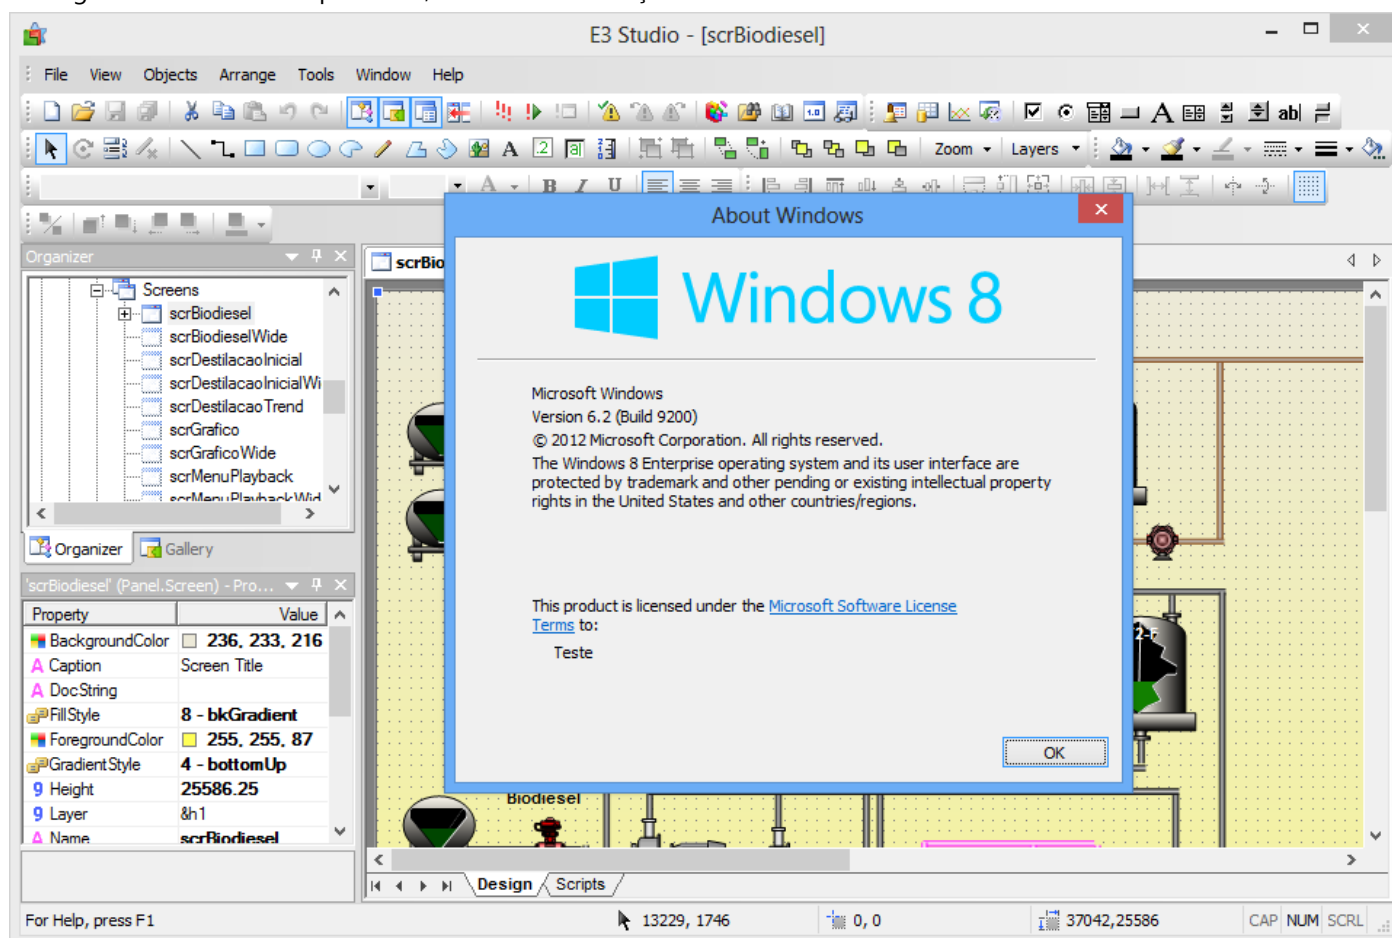 E3 Studio - [scrBiodiesel]
File View Objects Arrange Tools Window Help
Zoom Layers
Organizer
Screens
scrBiodiesel
scrBiodieselWide
scrDestilacaoInicial
scrDestilacaoInicialWi
scrDestilacaoTrend
scrGrafico
scrGraficoWide
scrMenuPlayback
scrMenuPlaybackWid
Organizer Gallery
'scrBiodiesel' (Panel.Screen) - Pro...
Property Value
BackgroundColor 236, 233, 216
Caption Screen Title
DocString
FillStyle 8 - bkGradient
ForegroundColor 255, 255, 87
GradientStyle 4 - bottomUp
Height 25586.25
Layer &h1
Name scrBiodiesel
scrBio
About Windows
Windows 8
Microsoft Windows
Version 6.2 (Build 9200)
© 2012 Microsoft Corporation. All rights reserved.
The Windows 8 Enterprise operating system and its user interface are
protected by trademark and other pending or existing intellectual property
rights in the United States and other countries/regions.
This product is licensed under the Microsoft Software License
Terms to:
Teste
OK
2-F
Biodiesel
Design Scripts
For Help, press F1 13229, 1746 0, 0 37042,25586 CAP NUM SCRL